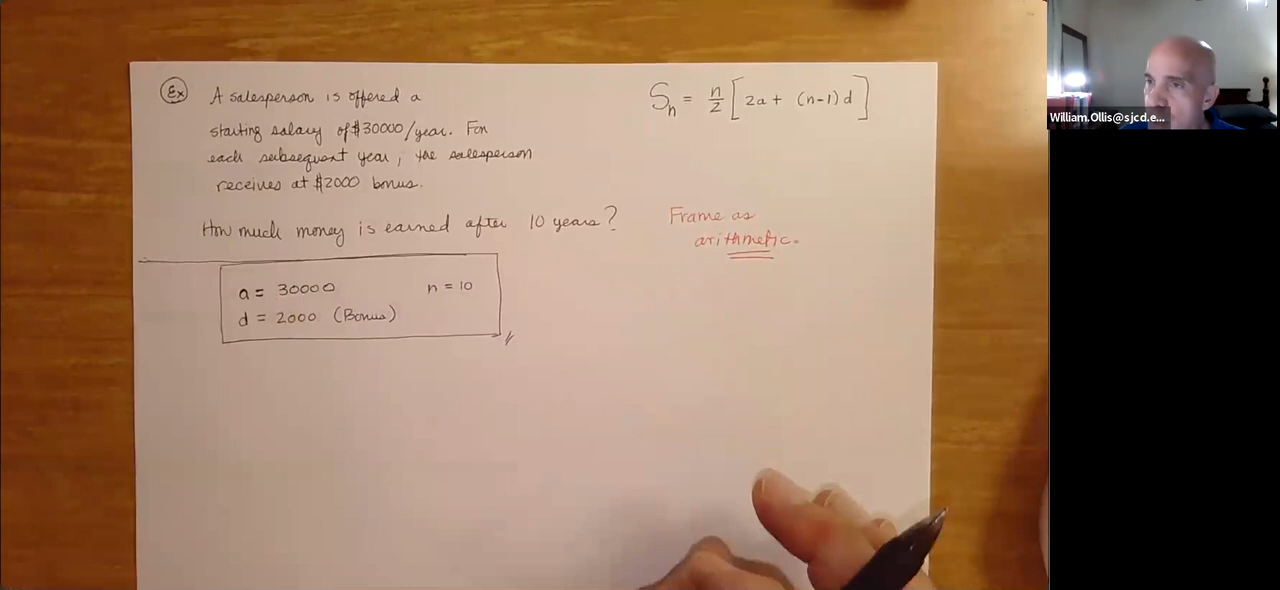 Ex
A salesperson is offered a
starting salary of $30000/year. For
each subsequent year, the salesperson
receives at $2000 bonus.
How much money is earned after 10 years?
a = 30000 n = 10
d = 2000 (Bonus)
Sn = n/2 [2a + (n-1)d]
Frame as
arithmetic.
William.Ollis@sjcd.e...